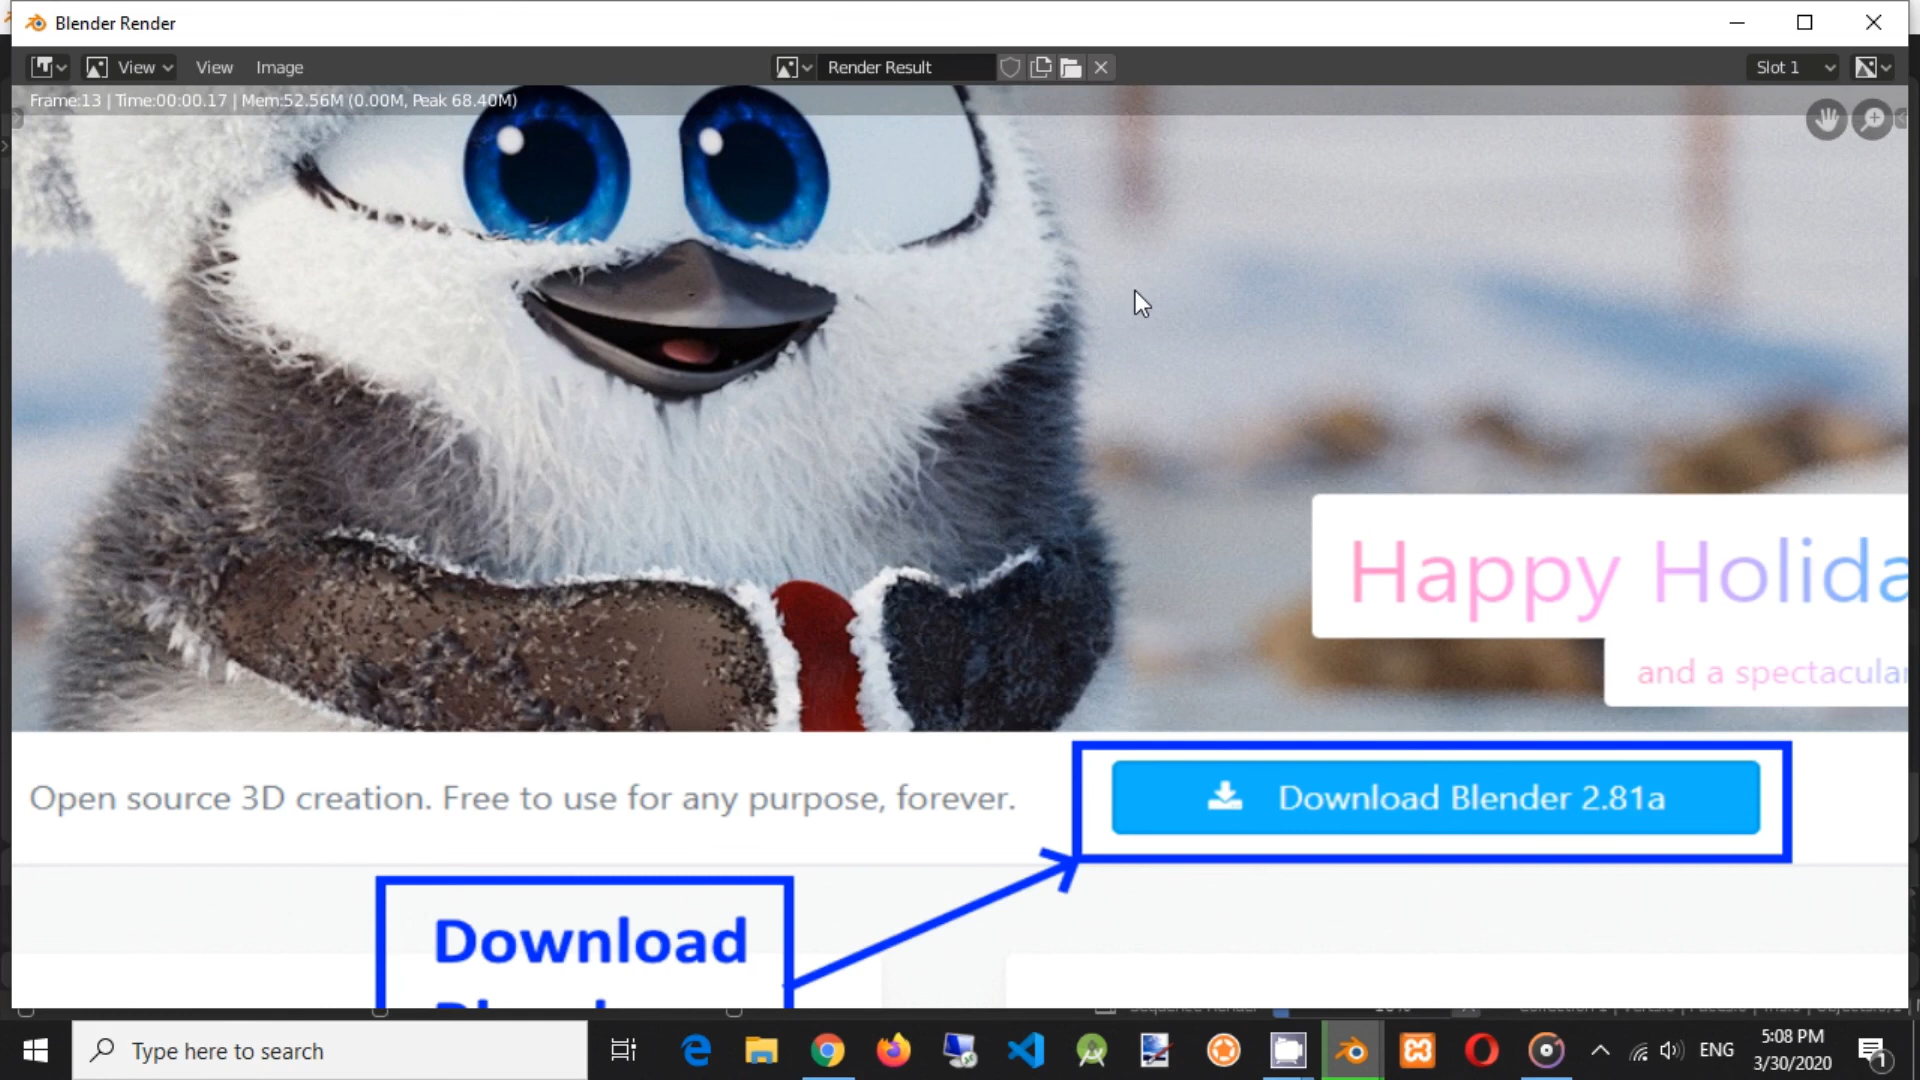 Blender Render
View View Image Render Result Slot 1
Frame:13 | Time:00:00.17 | Mem:52.56M (0.00M, Peak 68.40M)
Happy Holida
and a spectacular
Open source 3D creation. Free to use for any purpose, forever.
Download Blender 2.81a
Download
Type here to search
ENG
5:08 PM
3/30/2020
1